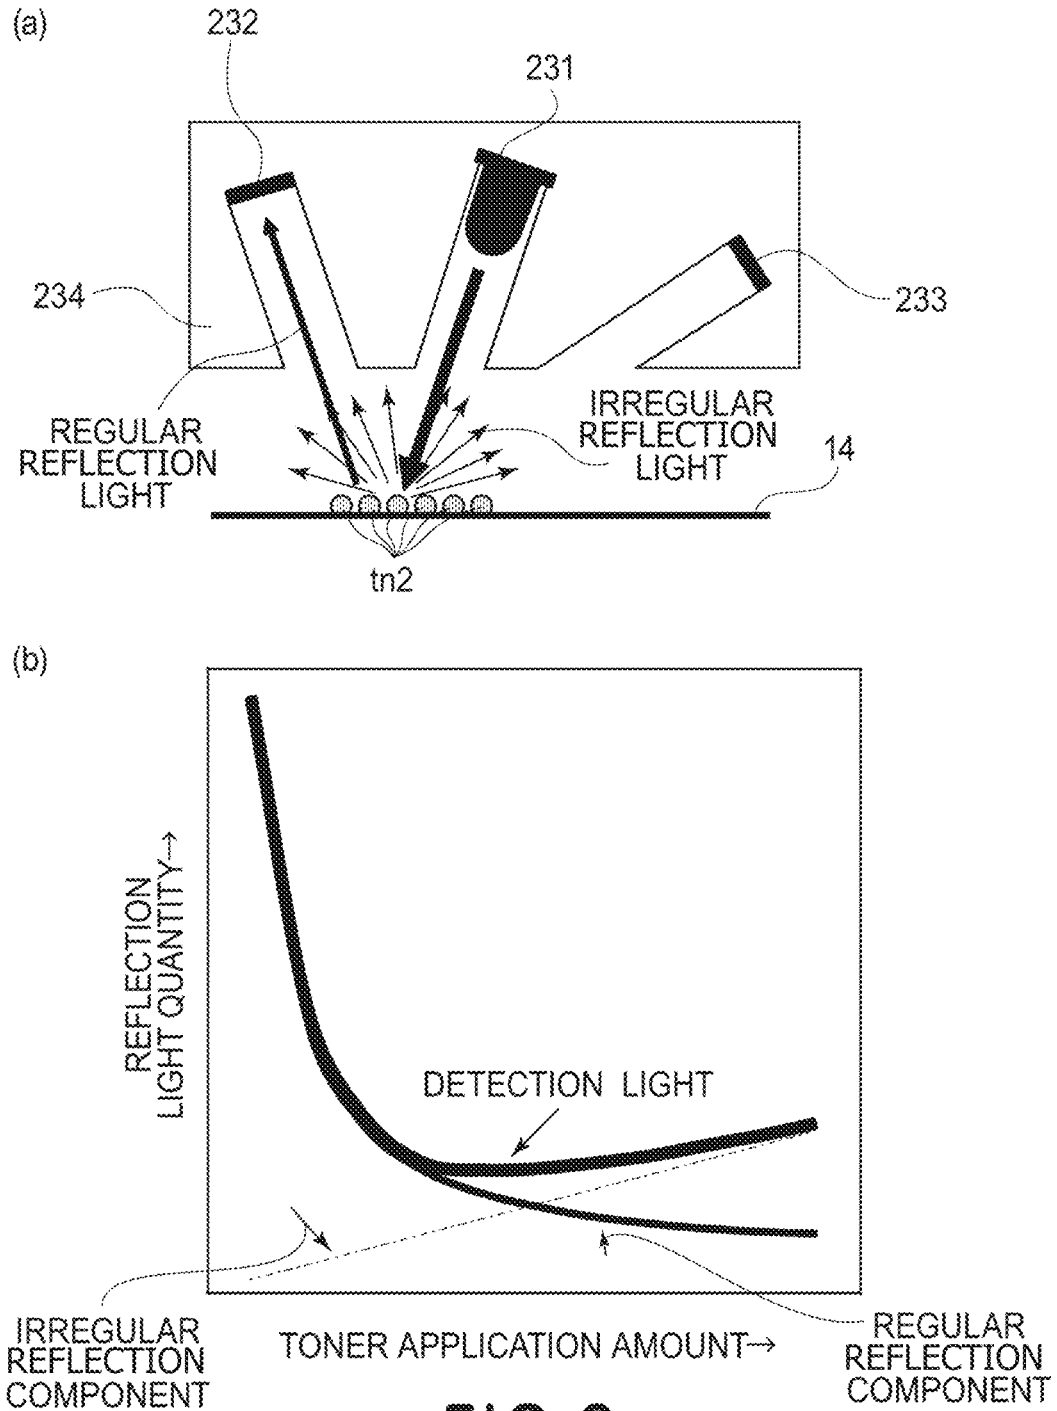 (a)
232
231
234
233
REGULAR
REFLECTION
LIGHT
IRREGULAR
REFLECTION
LIGHT
14
tn2
(b)
REFLECTION
LIGHT QUANTITY→
DETECTION LIGHT
IRREGULAR
REFLECTION
COMPONENT
TONER APPLICATION AMOUNT→
REGULAR
REFLECTION
COMPONENT